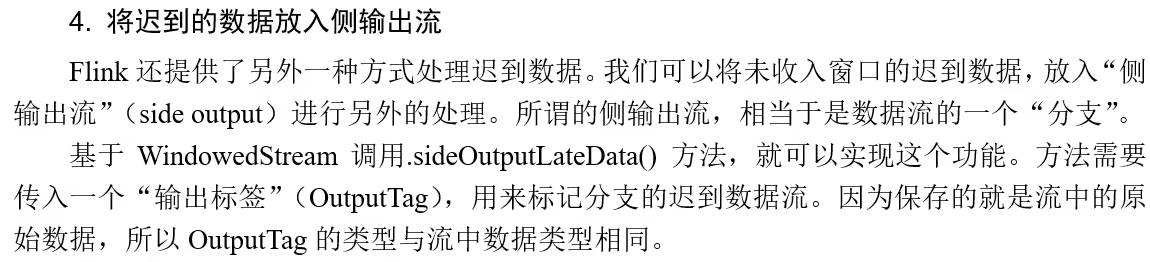 4. 将迟到的数据放入侧输出流
Flink 还提供了另外一种方式处理迟到数据。我们可以将未收入窗口的迟到数据，放入“侧
输出流”（side output）进行另外的处理。所谓的侧输出流，相当于是数据流的一个“分支”。
基于 WindowedStream 调用.sideOutputLateData() 方法，就可以实现这个功能。方法需要
传入一个“输出标签”（OutputTag），用来标记分支的迟到数据流。因为保存的就是流中的原
始数据，所以 OutputTag 的类型与流中数据类型相同。